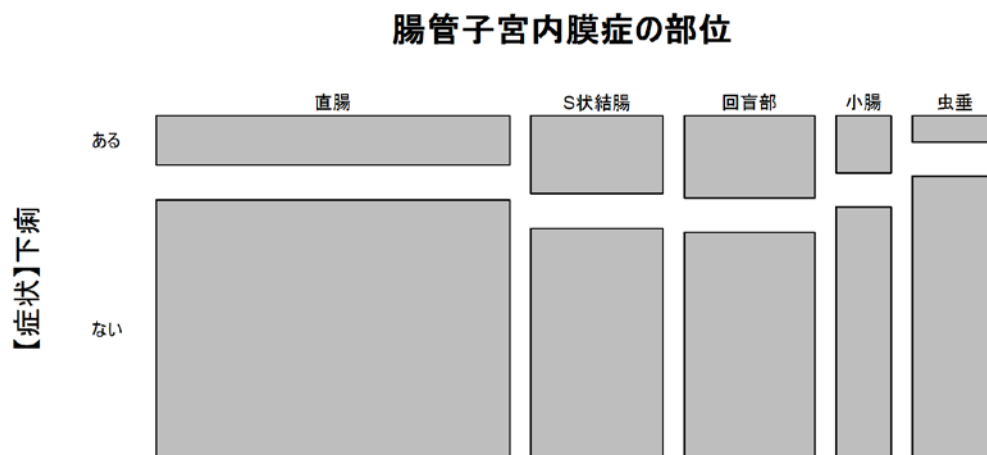 腸管子宮内膜症の部位
直腸
S状結腸
回盲部
小腸
虫垂
ある
ない
【症状】下痢